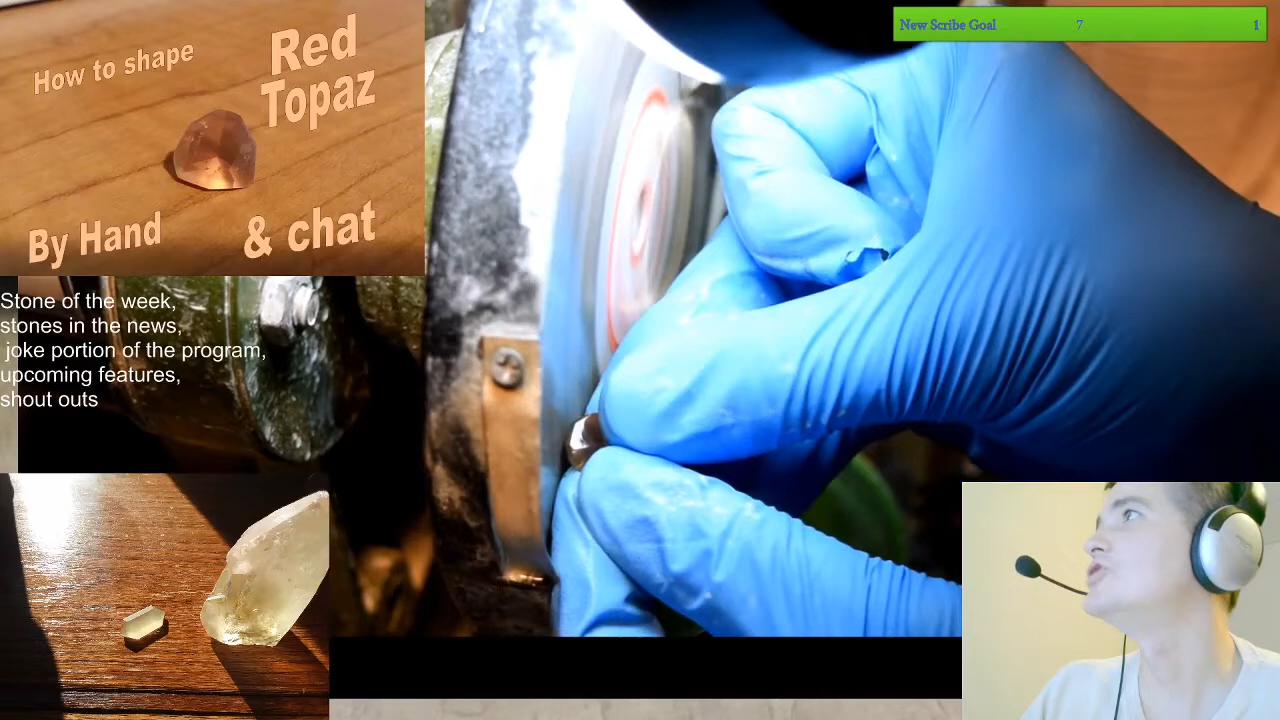 How to shape
Red
Topaz
By Hand
& chat
New Scribe Goal 7 1
Stone of the week,
stones in the news,
joke portion of the program,
upcoming features,
shout outs